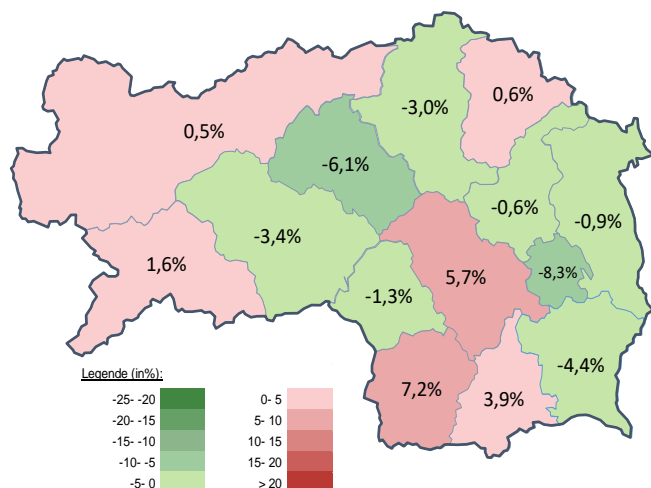 0,6%
-3,0%
0,5%
-6,1%
-0,6%
-0,9%
-3,4%
1,6%
5,7%
-8,3%
-1,3%
-4,4%
7,2%
3,9%
Legende (in%):
-25- -20 0- 5
-20- -15 5- 10
-15- -10 10- 15
-10- -5 15- 20
-5- 0 > 20